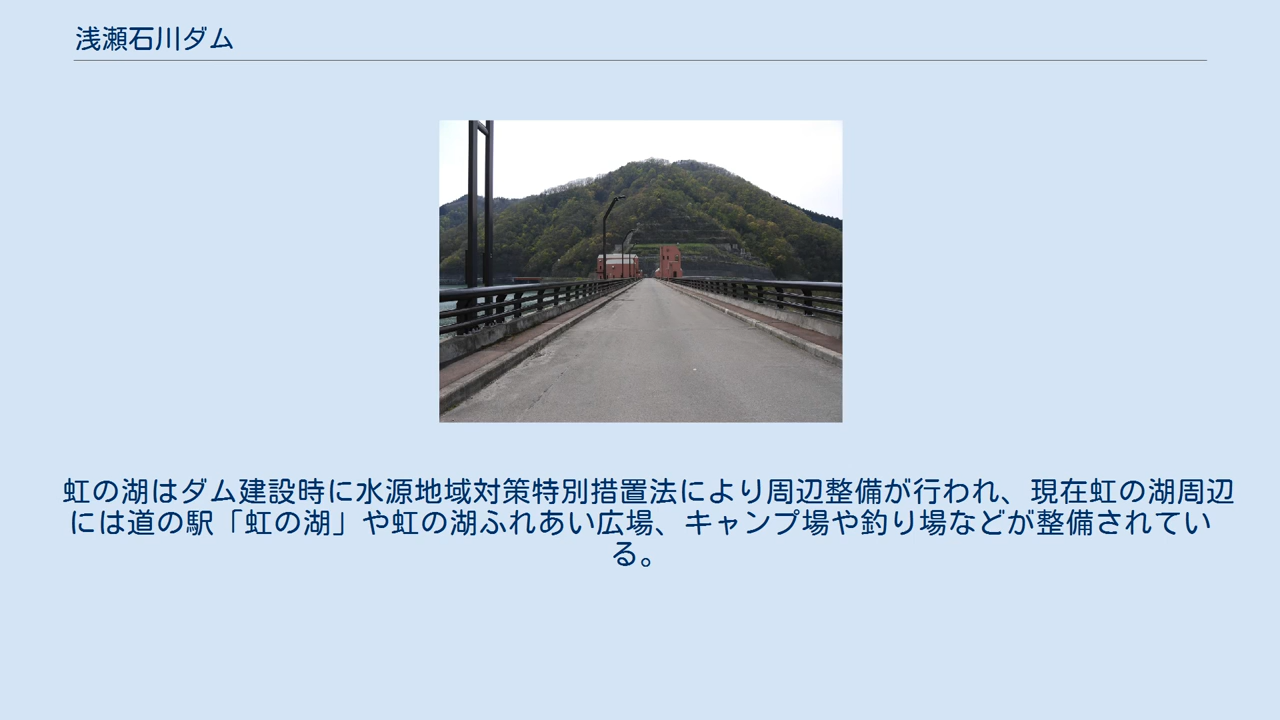 浅瀬石川ダム
虹の湖はダム建設時に水源地域対策特別措置法により周辺整備が行われ、現在虹の湖周辺
には道の駅「虹の湖」や虹の湖ふれあい広場、キャンプ場や釣り場などが整備されてい
る。